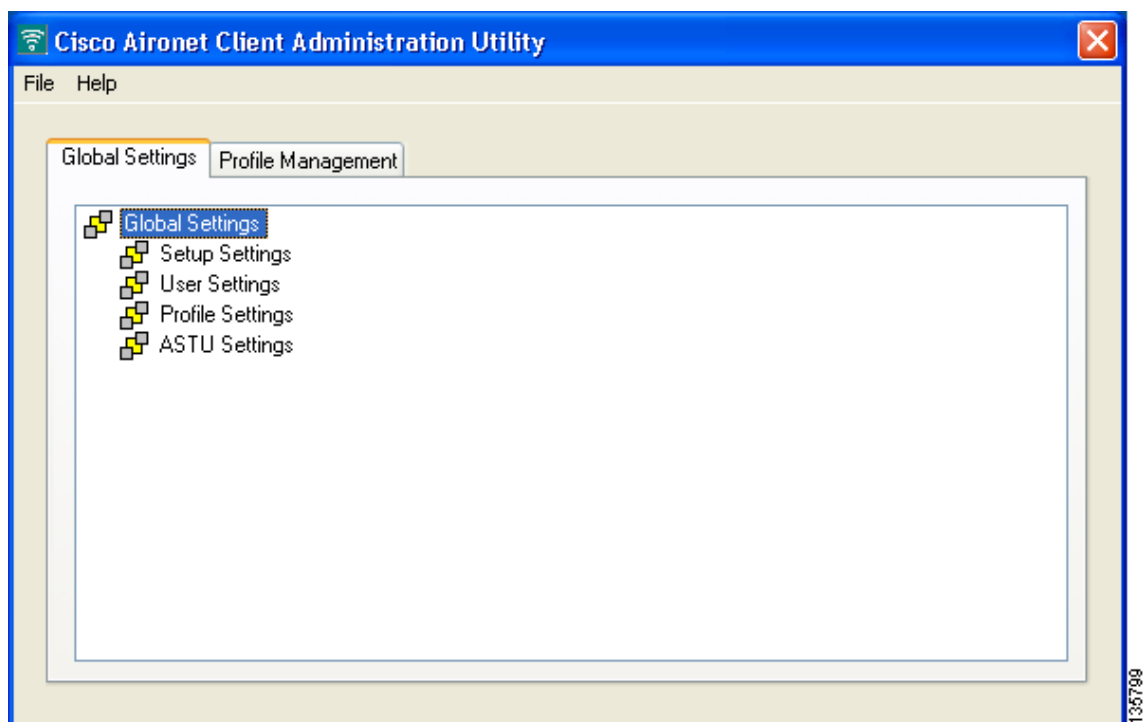 Cisco Aironet Client Administration Utility
File Help
Global Settings Profile Management
Global Settings
Setup Settings
User Settings
Profile Settings
ASTU Settings
135799